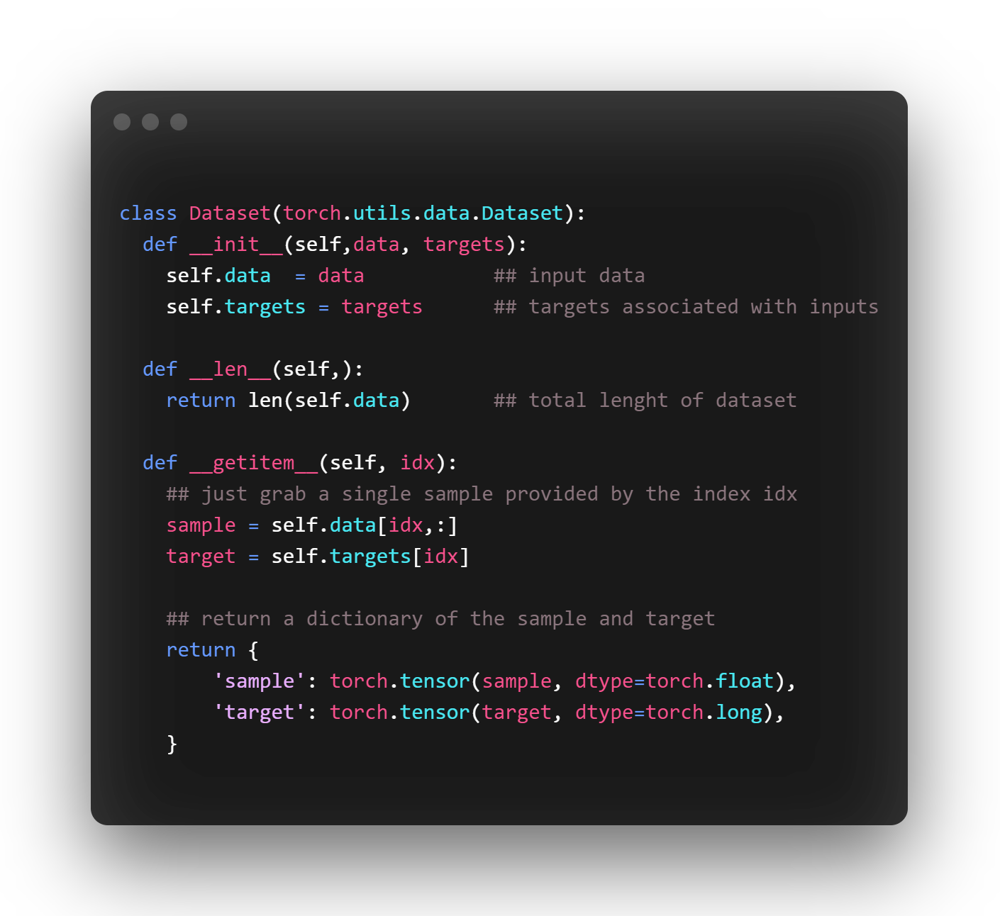 class Dataset(torch.utils.data.Dataset):
  def __init__(self,data, targets):
    self.data  = data           ## input data
    self.targets = targets      ## targets associated with inputs

  def __len__(self,):
    return len(self.data)       ## total lenght of dataset

  def __getitem__(self, idx):
    ## just grab a single sample provided by the index idx
    sample = self.data[idx,:]
    target = self.targets[idx]

    ## return a dictionary of the sample and target
    return {
        'sample': torch.tensor(sample, dtype=torch.float),
        'target': torch.tensor(target, dtype=torch.long),
    }